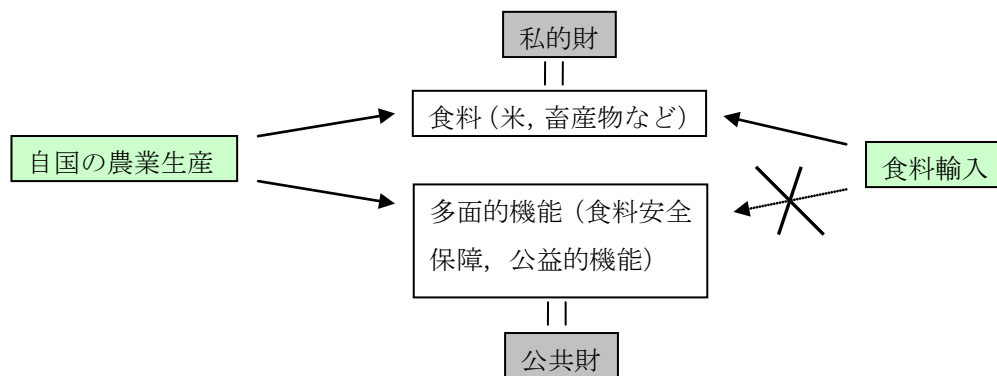 私的財
食料（米，畜産物など）
自国の農業生産
食料輸入
多面的機能（食料安全
保障，公益的機能）
公共財